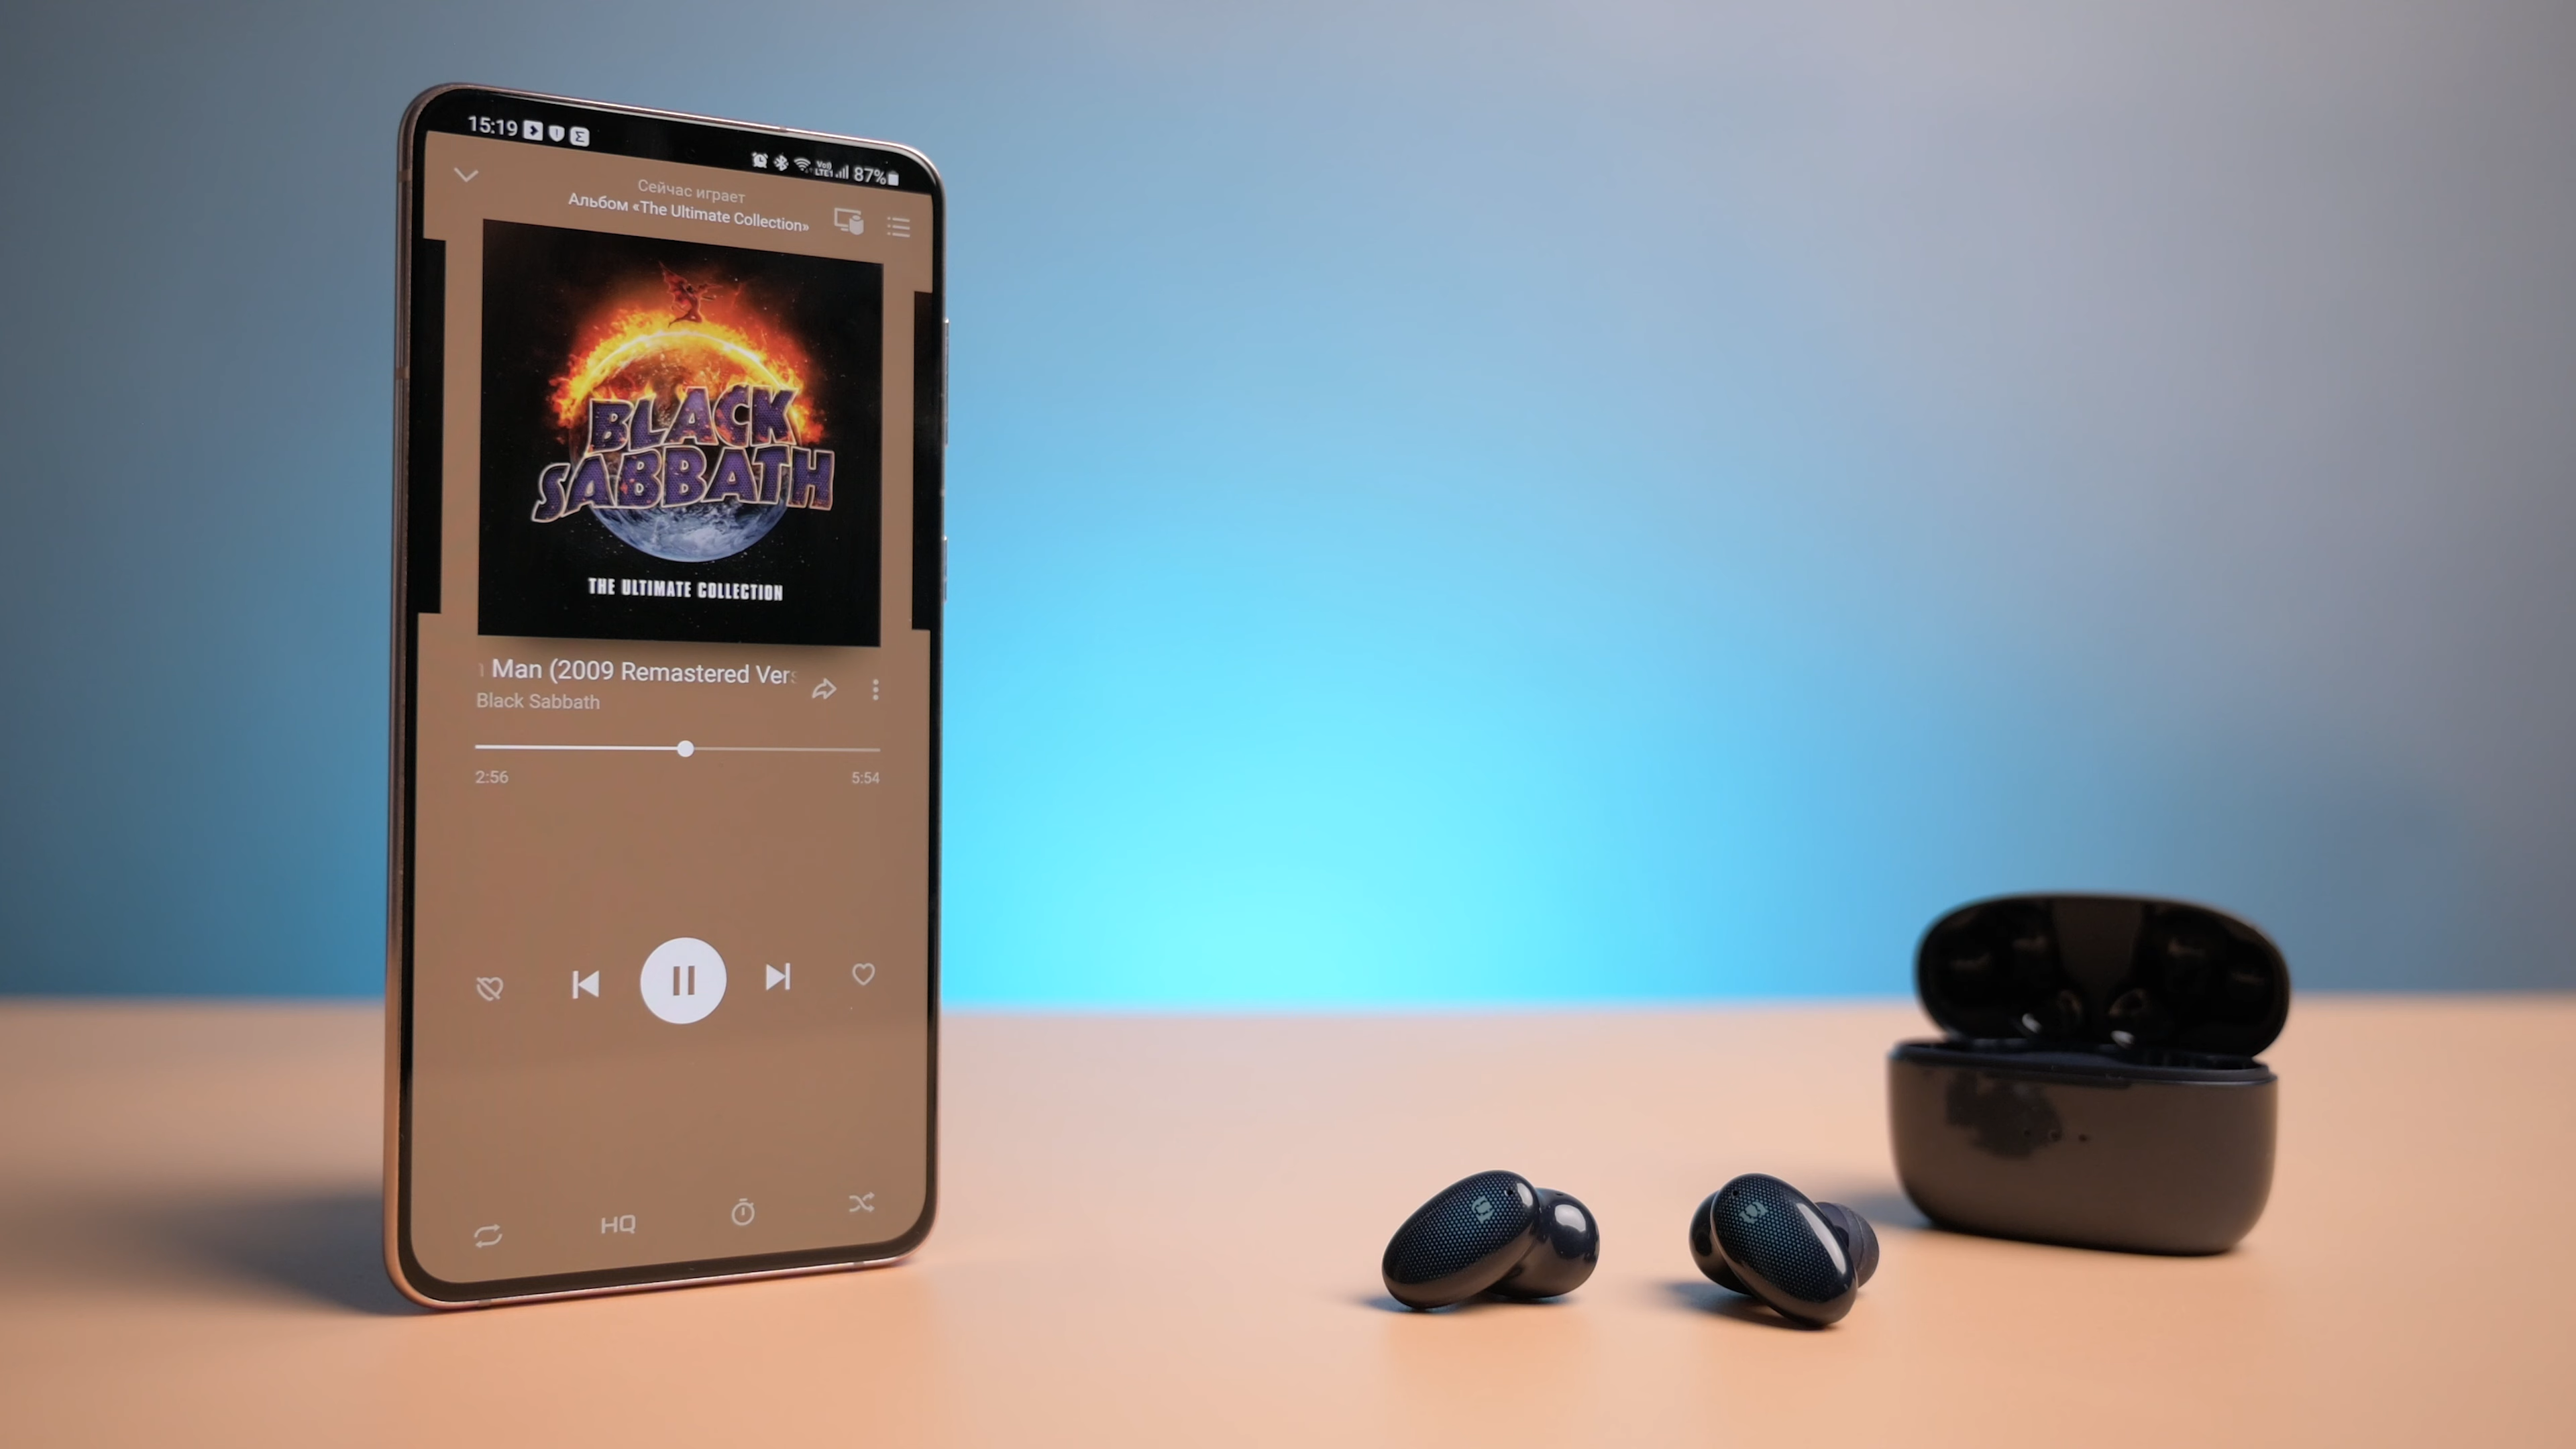 15:19
87%
Сейчас играет
Альбом «The Ultimate Collection»
BLACK
SABBATH
THE ULTIMATE COLLECTION
Man (2009 Remastered Vers
Black Sabbath
2:56
5:54
HQ